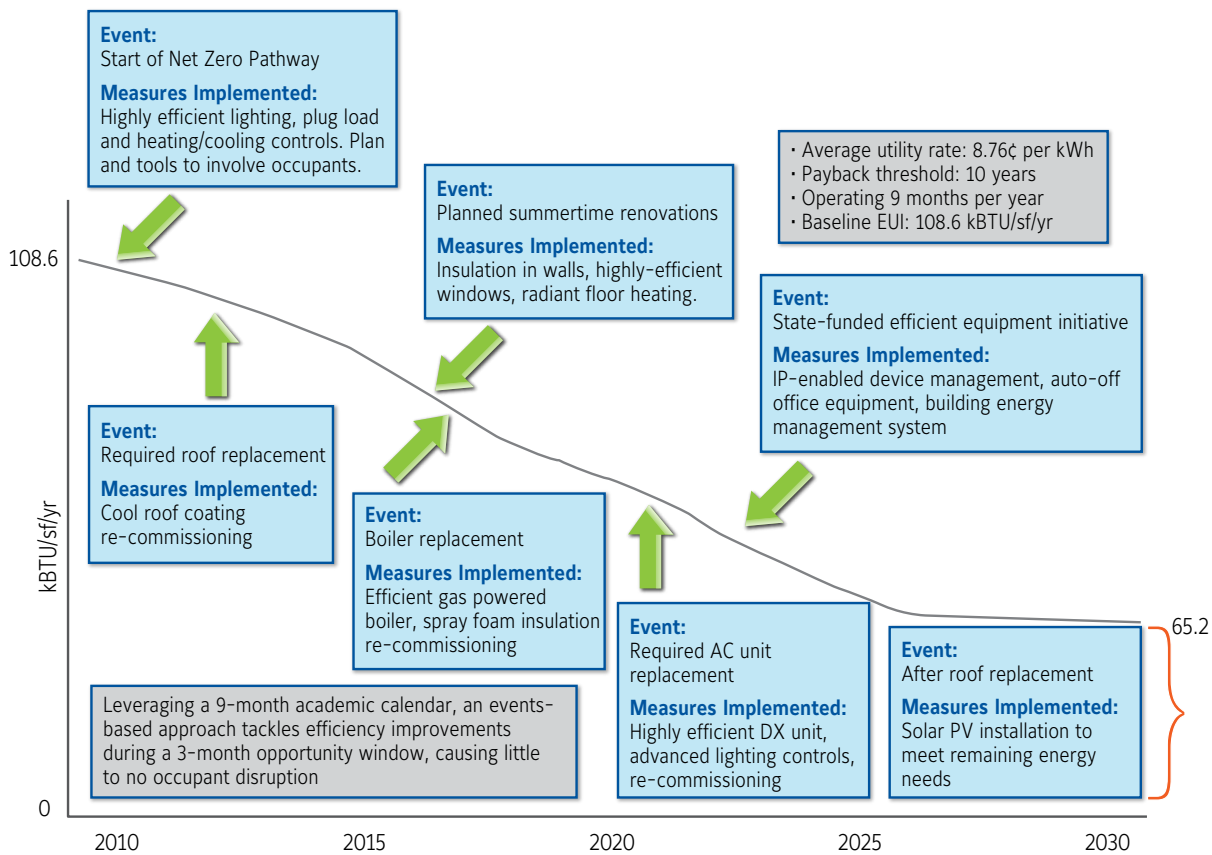 Event:
Start of Net Zero Pathway
Measures Implemented:
Highly efficient lighting, plug load
and heating/cooling controls. Plan
and tools to involve occupants.
Event:
Planned summertime renovations
Measures Implemented:
Insulation in walls, highly-efficient
windows, radiant floor heating.
· Average utility rate: 8.76¢ per kWh
· Payback threshold: 10 years
· Operating 9 months per year
· Baseline EUI: 108.6 kBTU/sf/yr
108.6
Event:
State-funded efficient equipment initiative
Measures Implemented:
IP-enabled device management, auto-off
office equipment, building energy
management system
Event:
Required roof replacement
Measures Implemented:
Cool roof coating
re-commissioning
kBTU/sf/yr
Event:
Boiler replacement
Measures Implemented:
Efficient gas powered
boiler, spray foam insulation
re-commissioning
Event:
Required AC unit
replacement
Measures Implemented:
Highly efficient DX unit,
advanced lighting controls,
re-commissioning
Event:
After roof replacement
Measures Implemented:
Solar PV installation to
meet remaining energy
needs
65.2
Leveraging a 9-month academic calendar, an events-
based approach tackles efficiency improvements
during a 3-month opportunity window, causing little
to no occupant disruption
0
2010 2015 2020 2025 2030